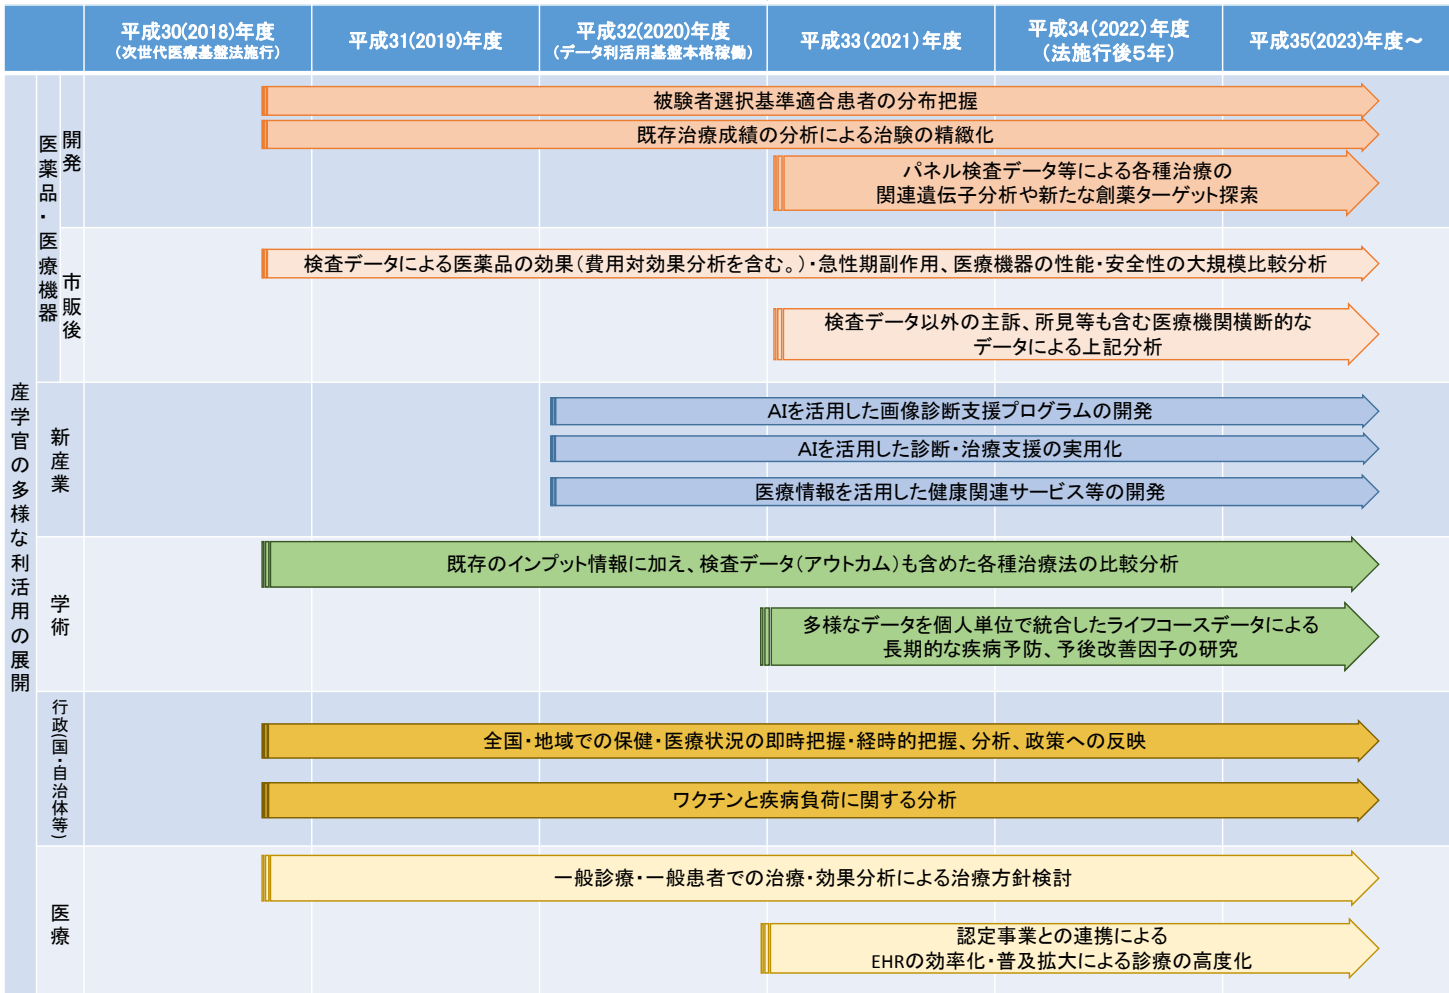 平成30(2018)年度
(次世代医療基盤法施行)
平成31(2019)年度
平成32(2020)年度
(データ利活用基盤本格稼働)
平成33(2021)年度
平成34(2022)年度
(法施行後5年)
平成35(2023)年度~
産学官の多様な利活用の展開
医薬品・医療機器
開発
被験者選択基準適合患者の分布把握
既存治療成績の分析による治験の精緻化
パネル検査データ等による各種治療の
関連遺伝子分析や新たな創薬ターゲット探索
市販後
検査データによる医薬品の効果(費用対効果分析を含む。)・急性期副作用、医療機器の性能・安全性の大規模比較分析
検査データ以外の主訴、所見等も含む医療機関横断的な
データによる上記分析
新産業
AIを活用した画像診断支援プログラムの開発
AIを活用した診断・治療支援の実用化
医療情報を活用した健康関連サービス等の開発
学術
既存のインプット情報に加え、検査データ(アウトカム)も含めた各種治療法の比較分析
多様なデータを個人単位で統合したライフコースデータによる
長期的な疾病予防、予後改善因子の研究
行政(国・自治体等)
全国・地域での保健・医療状況の即時把握・経時的把握、分析、政策への反映
ワクチンと疾病負荷に関する分析
医療
一般診療・一般患者での治療・効果分析による治療方針検討
認定事業との連携による
EHRの効率化・普及拡大による診療の高度化